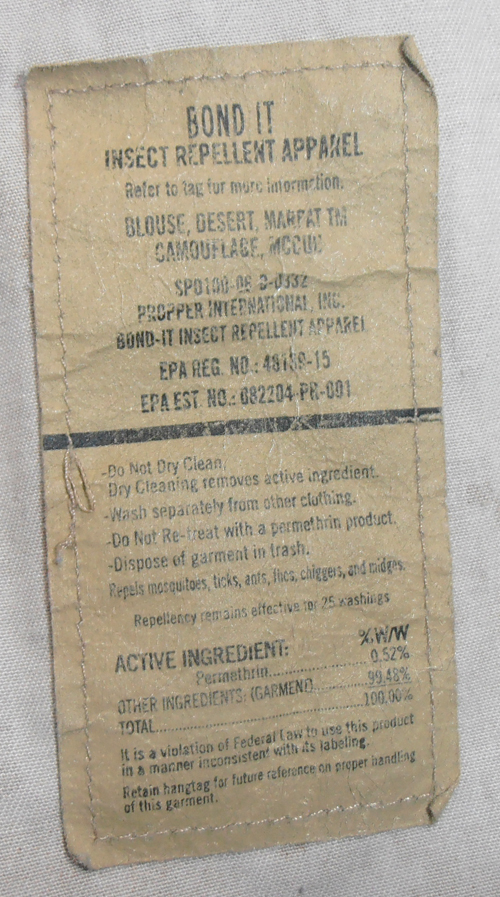 BOND IT
INSECT REPELLENT APPAREL
Refer to tag for more information.
BLOUSE, DESERT, MARPAT TM
CAMOUFLAGE, MCCUU
PROPPER INTERNATIONAL, INC.
BOND-IT INSECT REPELLENT APPAREL
EPA REG. NO.:
EPA EST. NO.: 082204-PR-001
-Do Not Dry Clean.
Dry Cleaning removes active ingredient.
-Wash separately from other clothing.
-Do Not Re-treat with a permethrin product.
-Dispose of garment in trash.
Repels mosquitoes, ticks, ants, flies, chiggers, and midges.
Repellency remains effective for 25 washings
%W/W
ACTIVE INGREDIENT:
Permethrin...................0.52%
OTHER INGREDIENTS: (GARMENT)..........99.48%
TOTAL...................................100.00%
It is a violation of Federal Law to use this product
in a manner inconsistent with its labeling.
Retain hangtag for future reference on proper handling
of this garment.